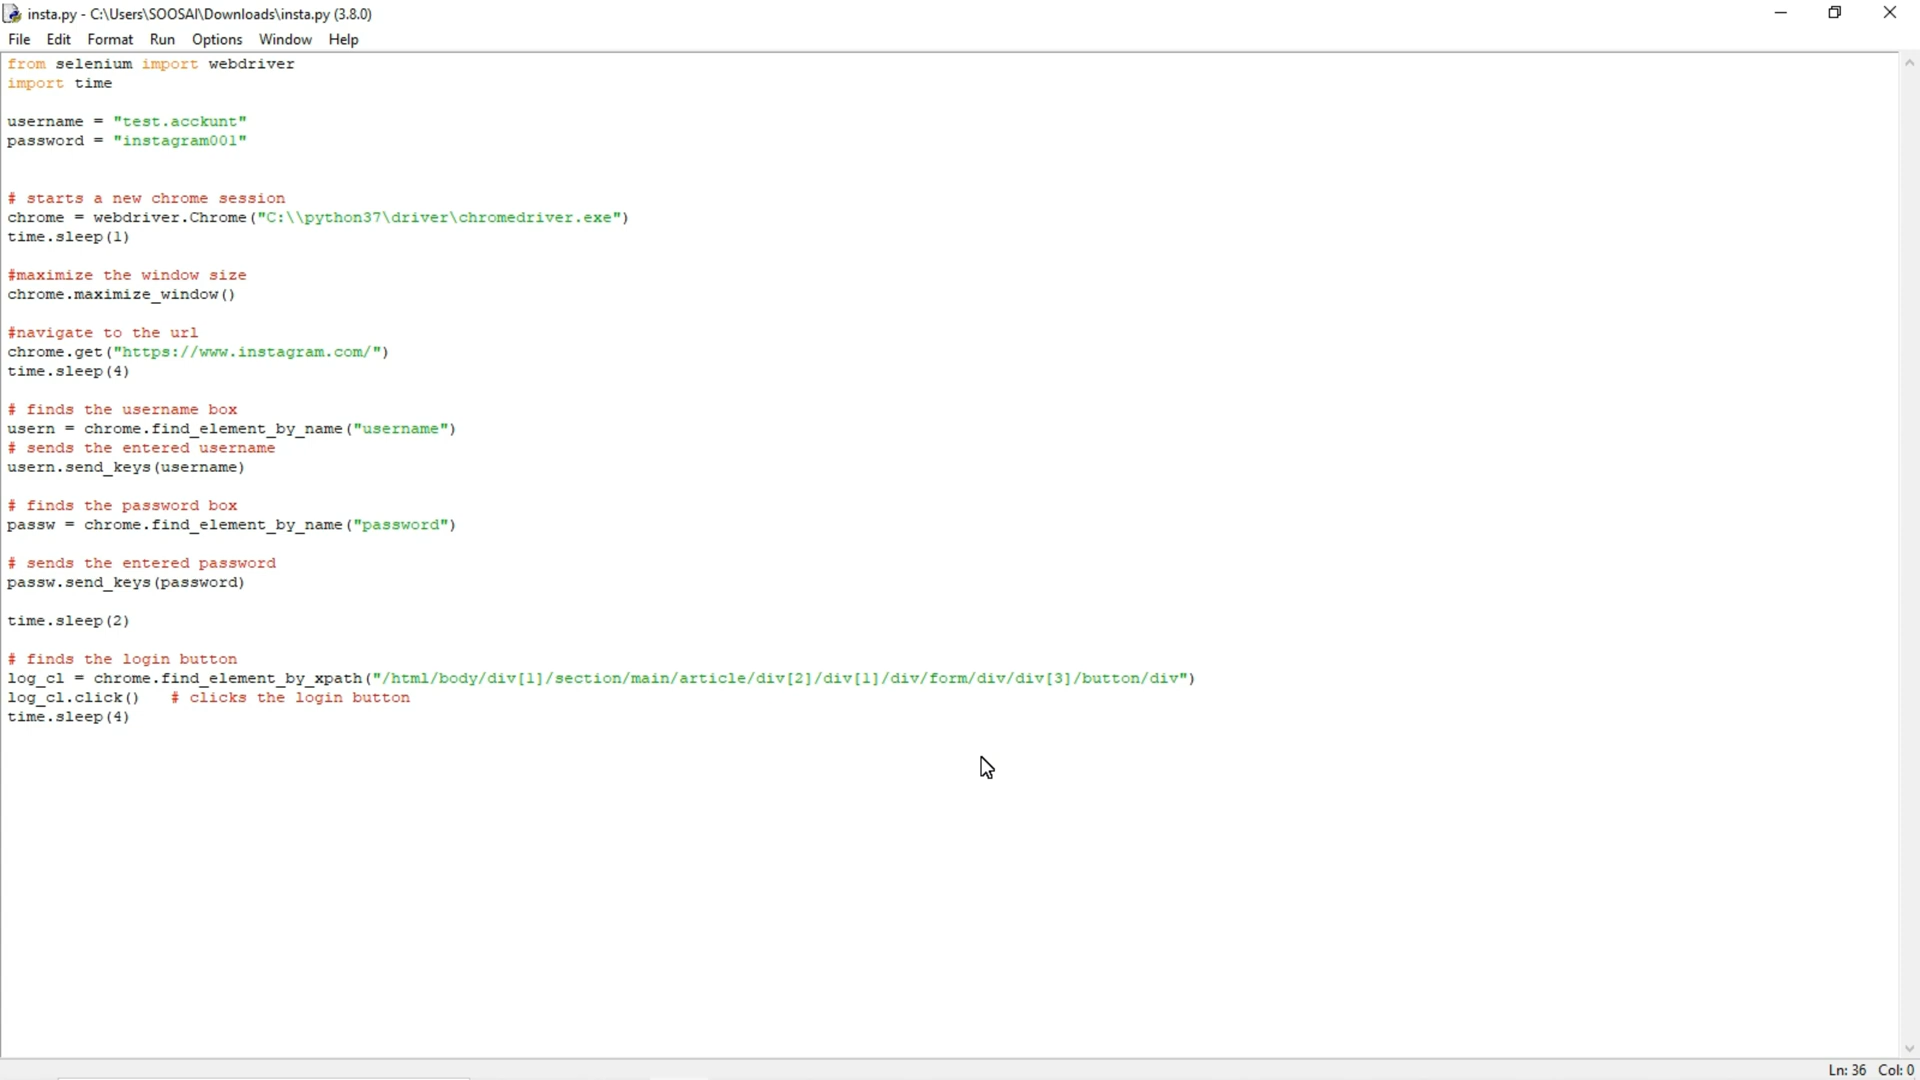 insta.py - C:\Users\SOOSAI\Downloads\insta.py (3.8.0)
File Edit Format Run Options Window Help
from selenium import webdriver
import time
username = "test.acckunt"
password = "instagram001"
# starts a new chrome session
chrome = webdriver.Chrome("C:\\python37\driver\chromedriver.exe")
time.sleep(1)
#maximize the window size
chrome.maximize_window()
#navigate to the url
chrome.get("https://www.instagram.com/")
time.sleep(4)
# finds the username box
usern = chrome.find_element_by_name("username")
# sends the entered username
usern.send_keys(username)
# finds the password box
passw = chrome.find_element_by_name("password")
# sends the entered password
passw.send_keys(password)
time.sleep(2)
# finds the login button
log_cl = chrome.find_element_by_xpath("/html/body/div[1]/section/main/article/div[2]/div[1]/div/form/div/div[3]/button/div")
log_cl.click()   # clicks the login button
time.sleep(4)
Ln: 36 Col: 0